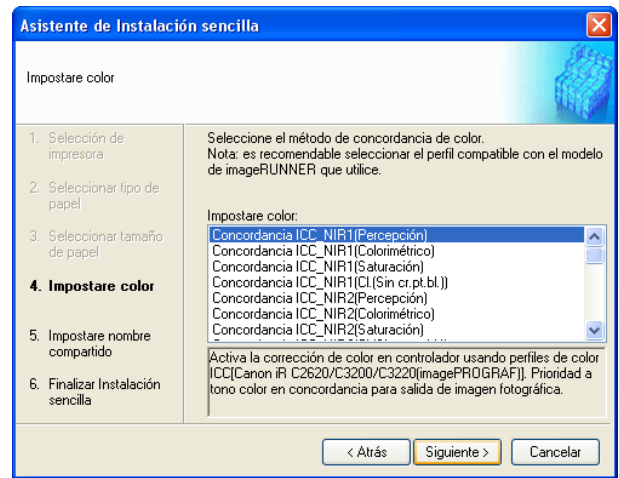 Asistente de Instalación sencilla
Impostare color
1. Selección de
impresora
2. Seleccionar tipo de
papel
3. Seleccionar tamaño
de papel
4. Impostare color
5. Impostare nombre
compartido
6. Finalizar Instalación
sencilla
Seleccione el método de concordancia de color.
Nota: es recomendable seleccionar el perfil compatible con el modelo
de imageRUNNER que utilice.
Impostare color:
Concordancia ICC_NIR1(Percepción)
Concordancia ICC_NIR1(Colorimétrico)
Concordancia ICC_NIR1(Saturación)
Concordancia ICC_NIR1(Cl.(Sin cr.pt.bl.))
Concordancia ICC_NIR2(Percepción)
Concordancia ICC_NIR2(Colorimétrico)
Concordancia ICC_NIR2(Saturación)
Activa la corrección de color en controlador usando perfiles de color
ICC[Canon iR C2620/C3200/C3220(imagePROGRAF)]. Prioridad a
tono color en concordancia para salida de imagen fotográfica.
< Atrás
Siguiente >
Cancelar